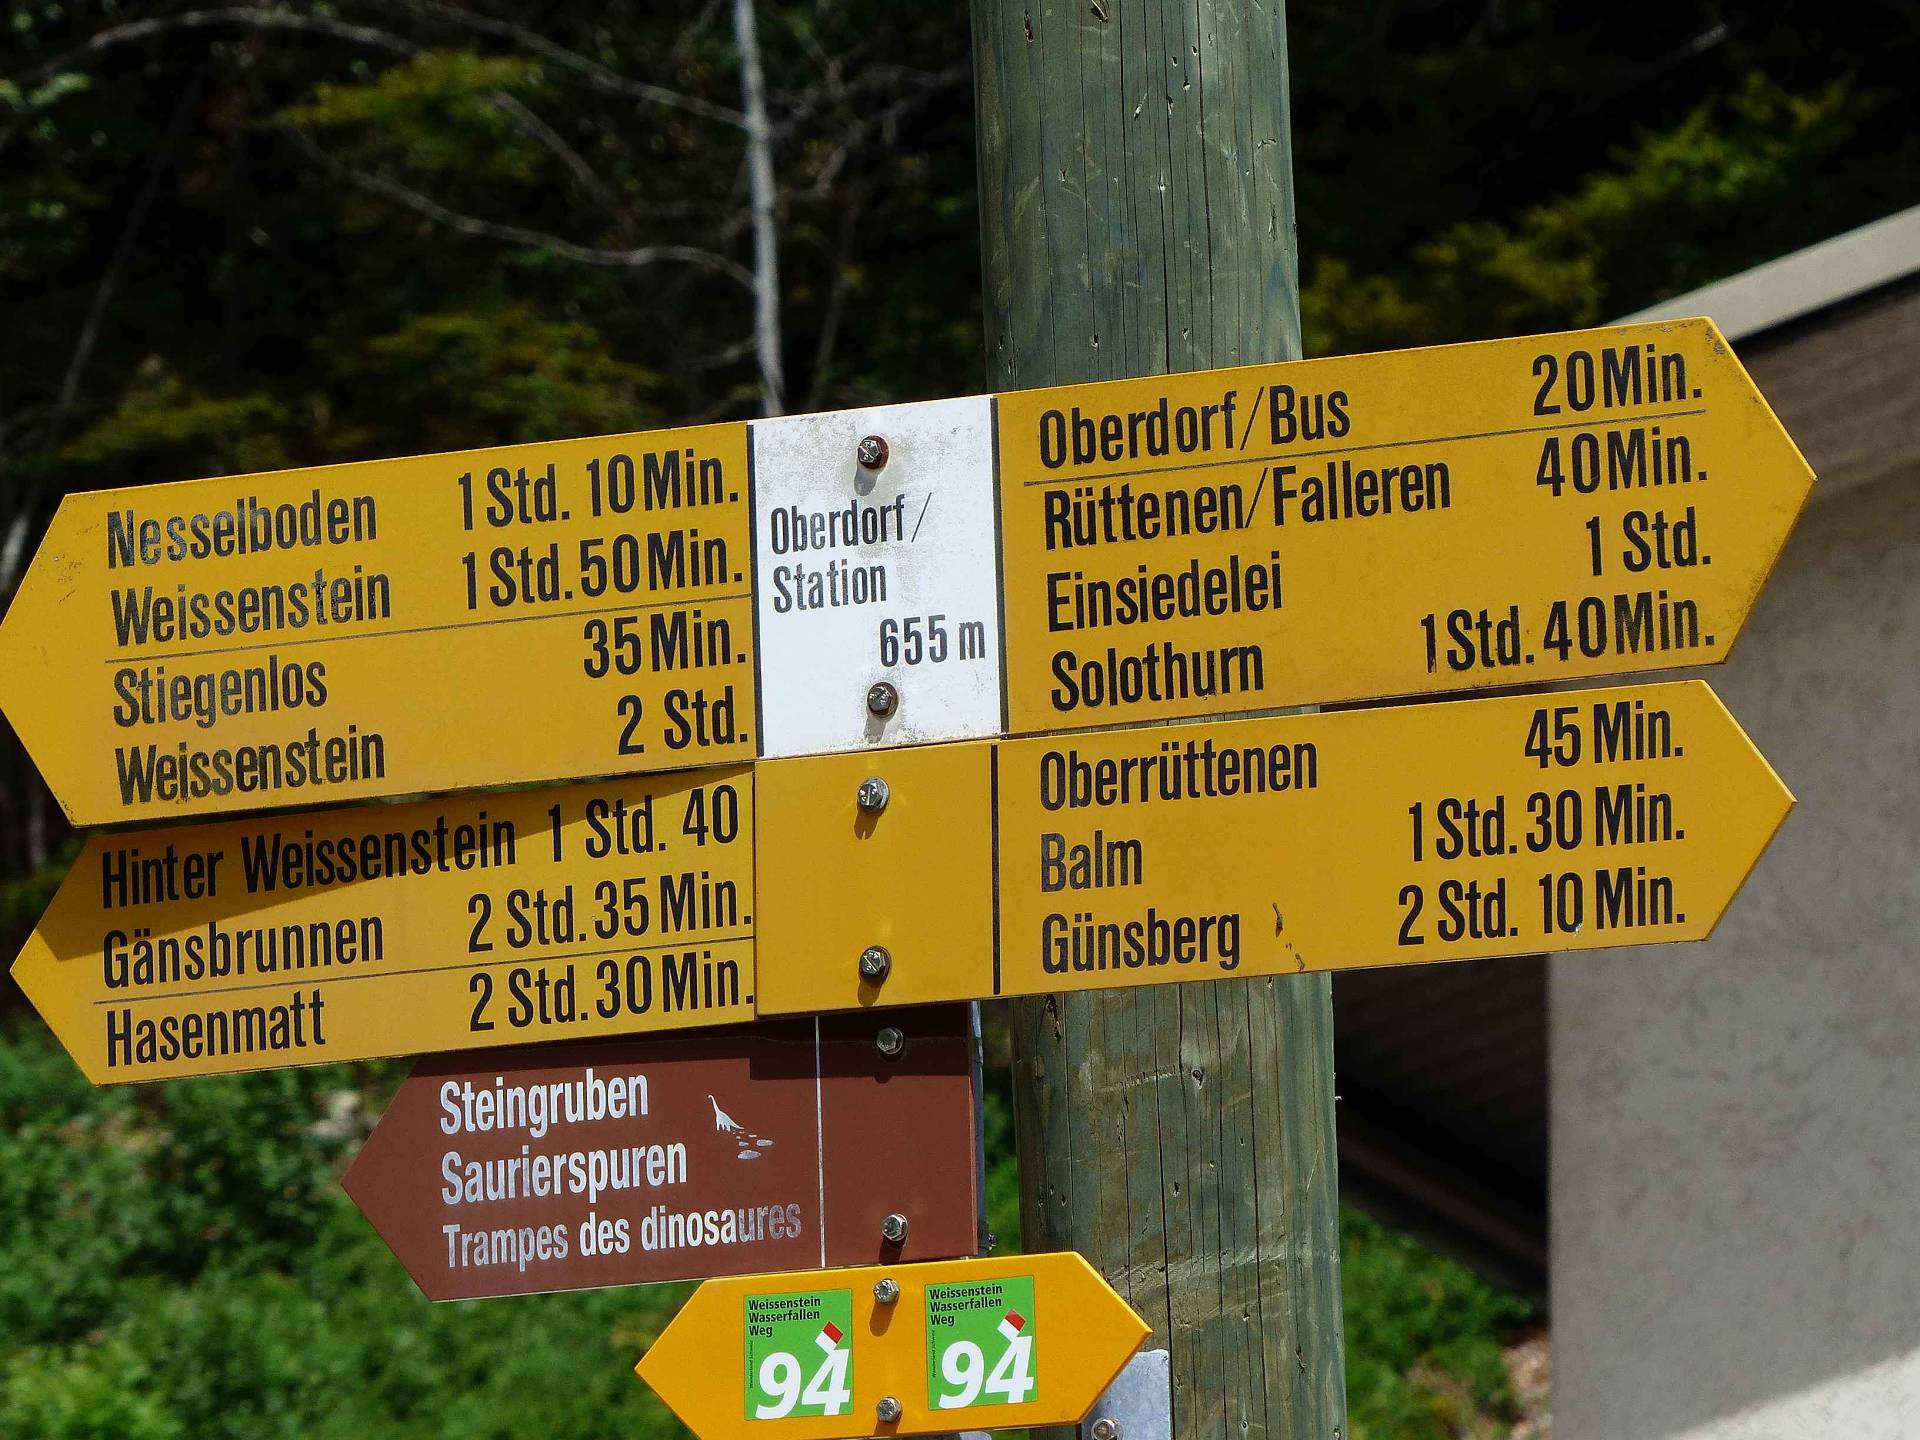 Nesselboden 1 Std. 10 Min.
Weissenstein 1 Std. 50 Min.
Stiegenlos 35 Min.
Weissenstein 2 Std.
Oberdorf/
Station
655 m
Oberdorf/Bus 20 Min.
Rüttenen/Falleren 40 Min.
Einsiedelei 1 Std.
Solothurn 1 Std. 40 Min.
Hinter Weissenstein 1 Std. 40
Gänsbrunnen 2 Std. 35 Min.
Hasenmatt 2 Std. 30 Min.
Oberrüttenen 45 Min.
Balm 1 Std. 30 Min.
Günsberg 2 Std. 10 Min.
Steingruben
Saurierspuren
Trampes des dinosaures
Weissenstein
Wasserfallen
Weg
94
Weissenstein
Wasserfallen
Weg
94